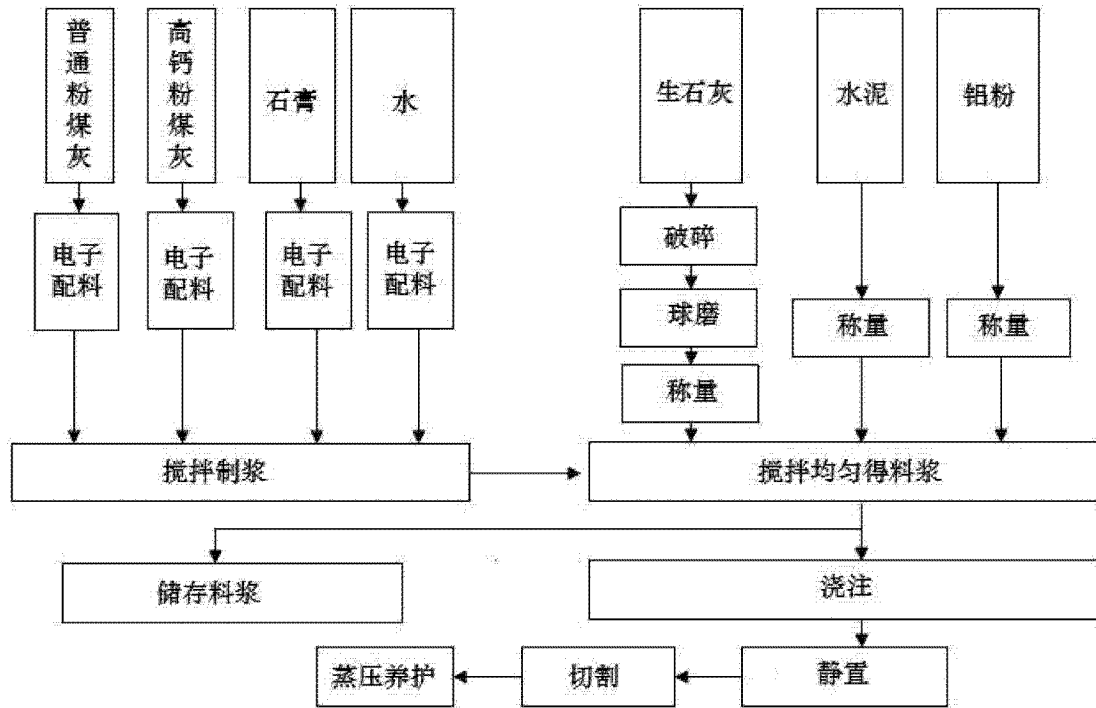 普通粉煤灰
高钙粉煤灰
石膏
水
生石灰
水泥
铝粉
破碎
电子
配料
电子
配料
电子
配料
电子
配料
球磨
称量
称量
称量
搅拌制浆
搅拌均匀得料浆
储存料浆
浇注
蒸压养护
切割
静置